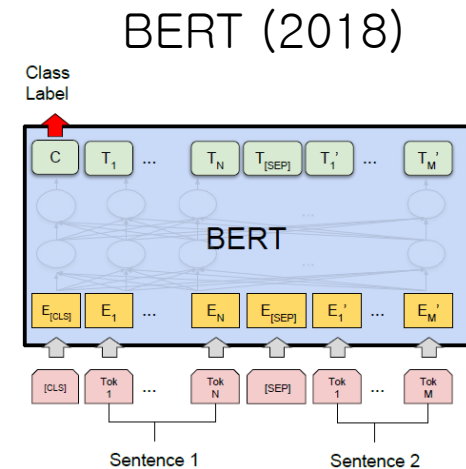 BERT (2018)
Class
Label
C T1 ... TN T[SEP] T1' ... TM'
...
BERT
...
E[CLS] E1 ... EN E[SEP] E1' ... EM'
[CLS] Tok 1 ... Tok N [SEP] Tok 1 ... Tok M
Sentence 1 Sentence 2